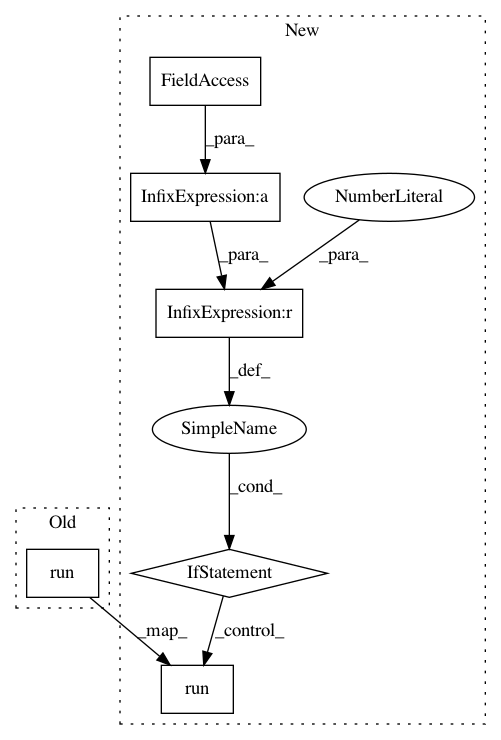 New
FieldAccess
_para_
InfixExpression:a
NumberLiteral
_para_
_para_
InfixExpression:r
_def_
SimpleName
_cond_
Old
IfStatement
run
_map_
_control_
run